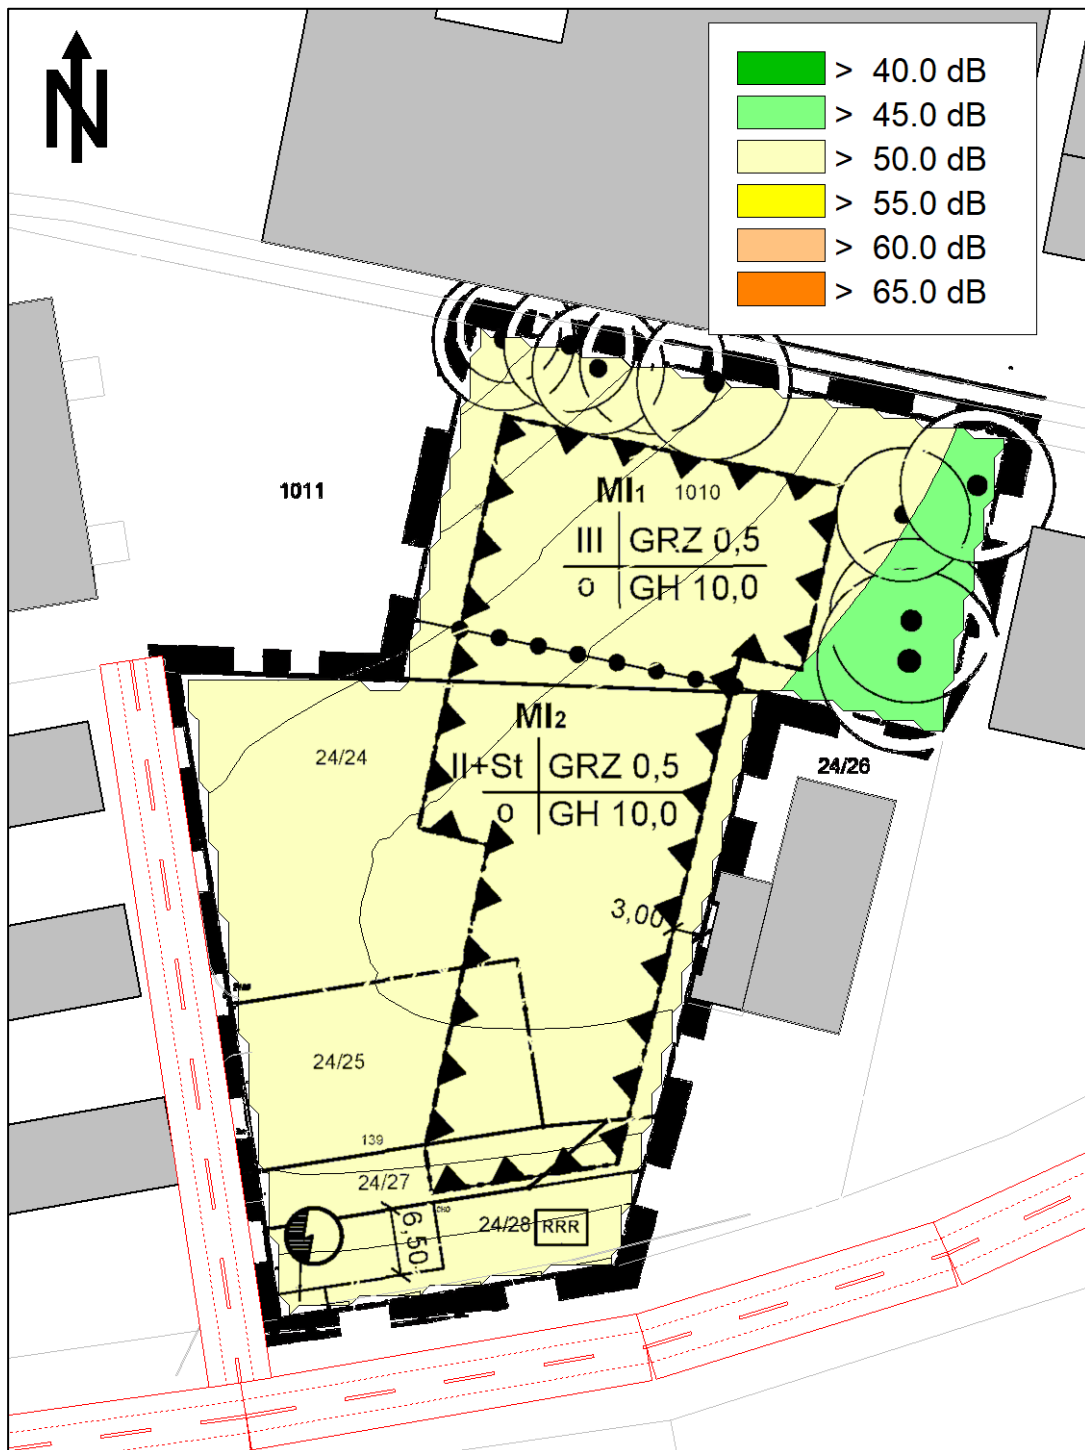 N
> 40.0 dB
> 45.0 dB
> 50.0 dB
> 55.0 dB
> 60.0 dB
> 65.0 dB
1011
MI1 1010
III GRZ 0,5
o GH 10,0
MI2
24/24
II+St GRZ 0,5
o GH 10,0
24/26
3,00
24/25
139
24/27
24/28 RRR
6,50